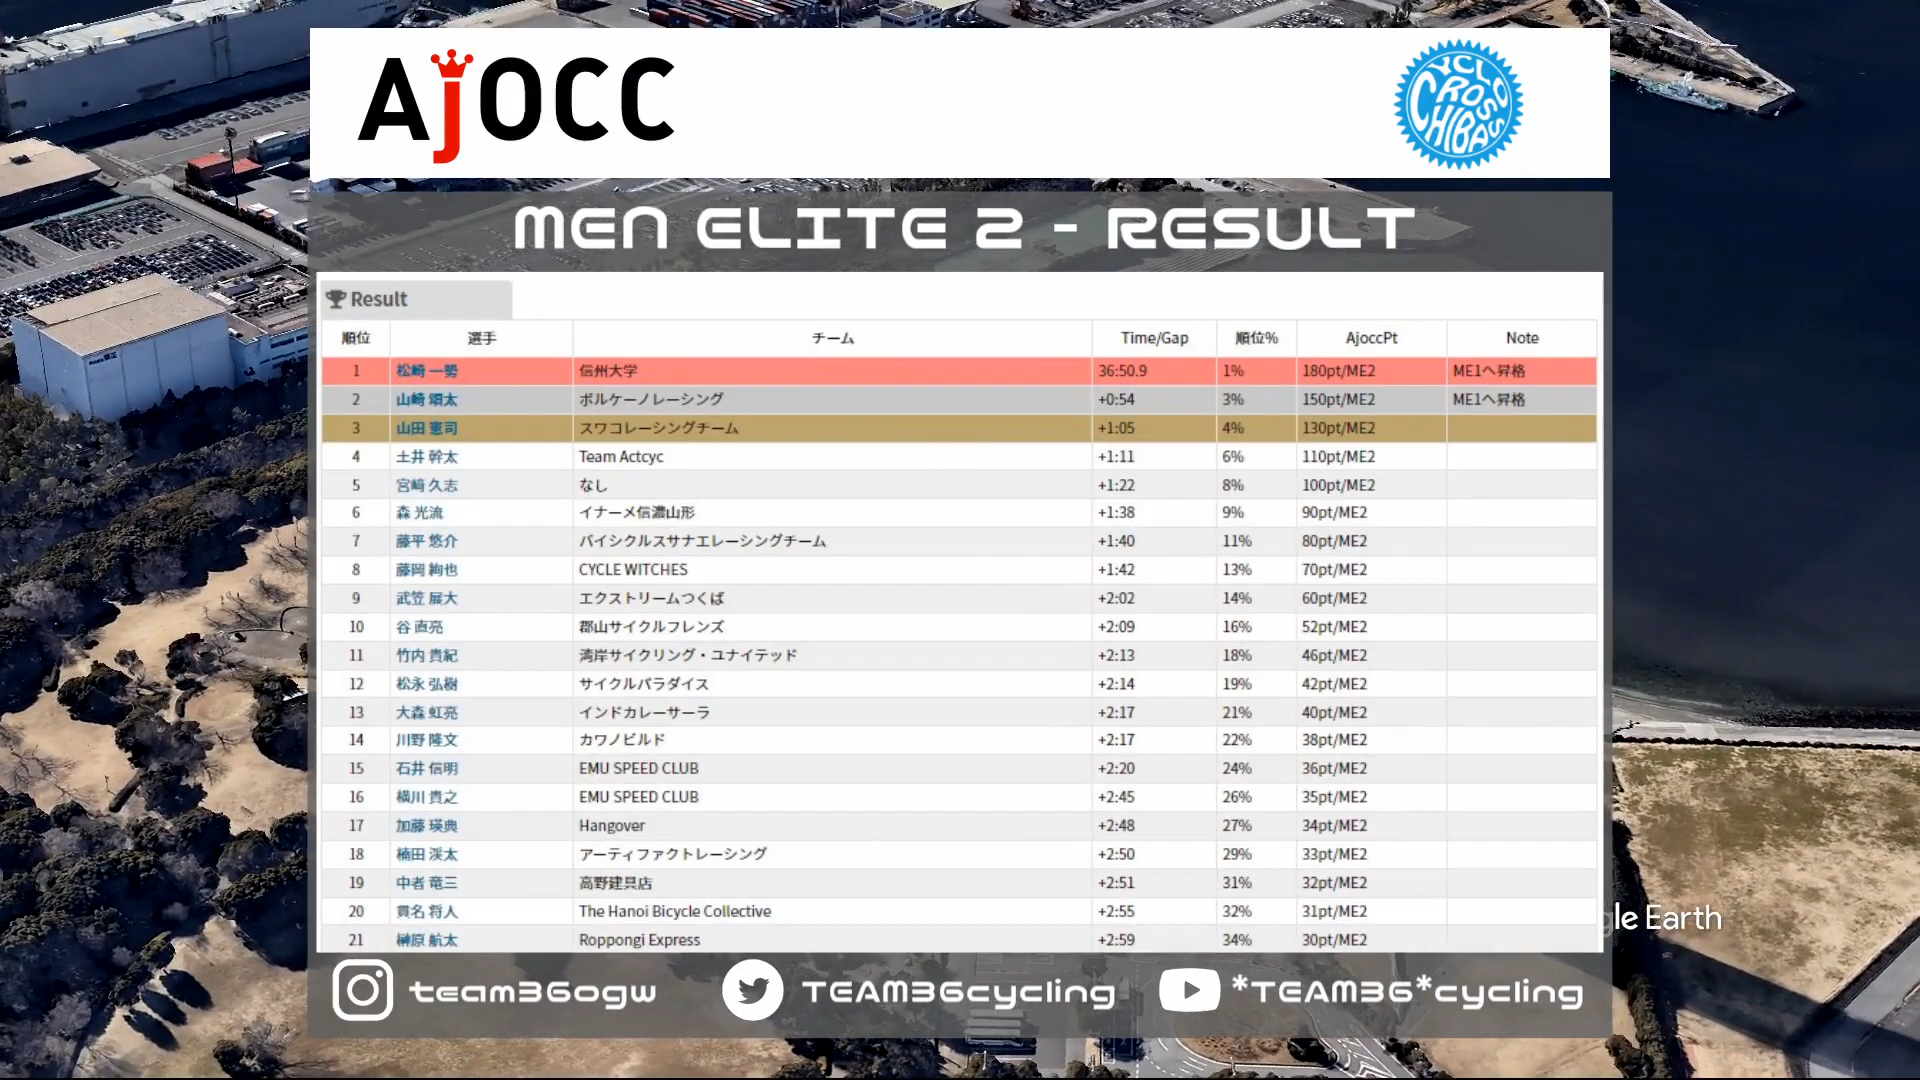 AJOCC
CYCLO CROSS CHIBA
MEN ELITE 2 - RESULT
Result
順位 選手 チーム Time/Gap 順位% AjoccPt Note
1 松崎 一勢 信州大学 36:50.9 1% 180pt/ME2 ME1へ昇格
2 山崎 頌太 ボルケーノレーシング +0:54 3% 150pt/ME2 ME1へ昇格
3 山田 憲司 スワコレーシングチーム +1:05 4% 130pt/ME2
4 土井 幹太 Team Actcyc +1:11 6% 110pt/ME2
5 宮﨑 久志 なし +1:22 8% 100pt/ME2
6 森 光流 イナーメ信濃山形 +1:38 9% 90pt/ME2
7 藤平 悠介 バイシクルスサナエレーシングチーム +1:40 11% 80pt/ME2
8 藤岡 絢也 CYCLE WITCHES +1:42 13% 70pt/ME2
9 武笠 展大 エクストリームつくば +2:02 14% 60pt/ME2
10 谷 直亮 郡山サイクルフレンズ +2:09 16% 52pt/ME2
11 竹内 貴紀 湾岸サイクリング・ユナイテッド +2:13 18% 46pt/ME2
12 松永 弘樹 サイクルパラダイス +2:14 19% 42pt/ME2
13 大森 虹亮 インドカレーサーラ +2:17 21% 40pt/ME2
14 川野 隆文 カワノビルド +2:17 22% 38pt/ME2
15 石井 信明 EMU SPEED CLUB +2:20 24% 36pt/ME2
16 横川 貴之 EMU SPEED CLUB +2:45 26% 35pt/ME2
17 加藤 瑛典 Hangover +2:48 27% 34pt/ME2
18 楠田 渓太 アーティファクトレーシング +2:50 29% 33pt/ME2
19 中者 竜三 高野建具店 +2:51 31% 32pt/ME2
20 貫名 将人 The Hanoi Bicycle Collective +2:55 32% 31pt/ME2
21 榊原 航太 Roppongi Express +2:59 34% 30pt/ME2
gle Earth
team36ogw TEAM36cycling *TEAM36*cycling